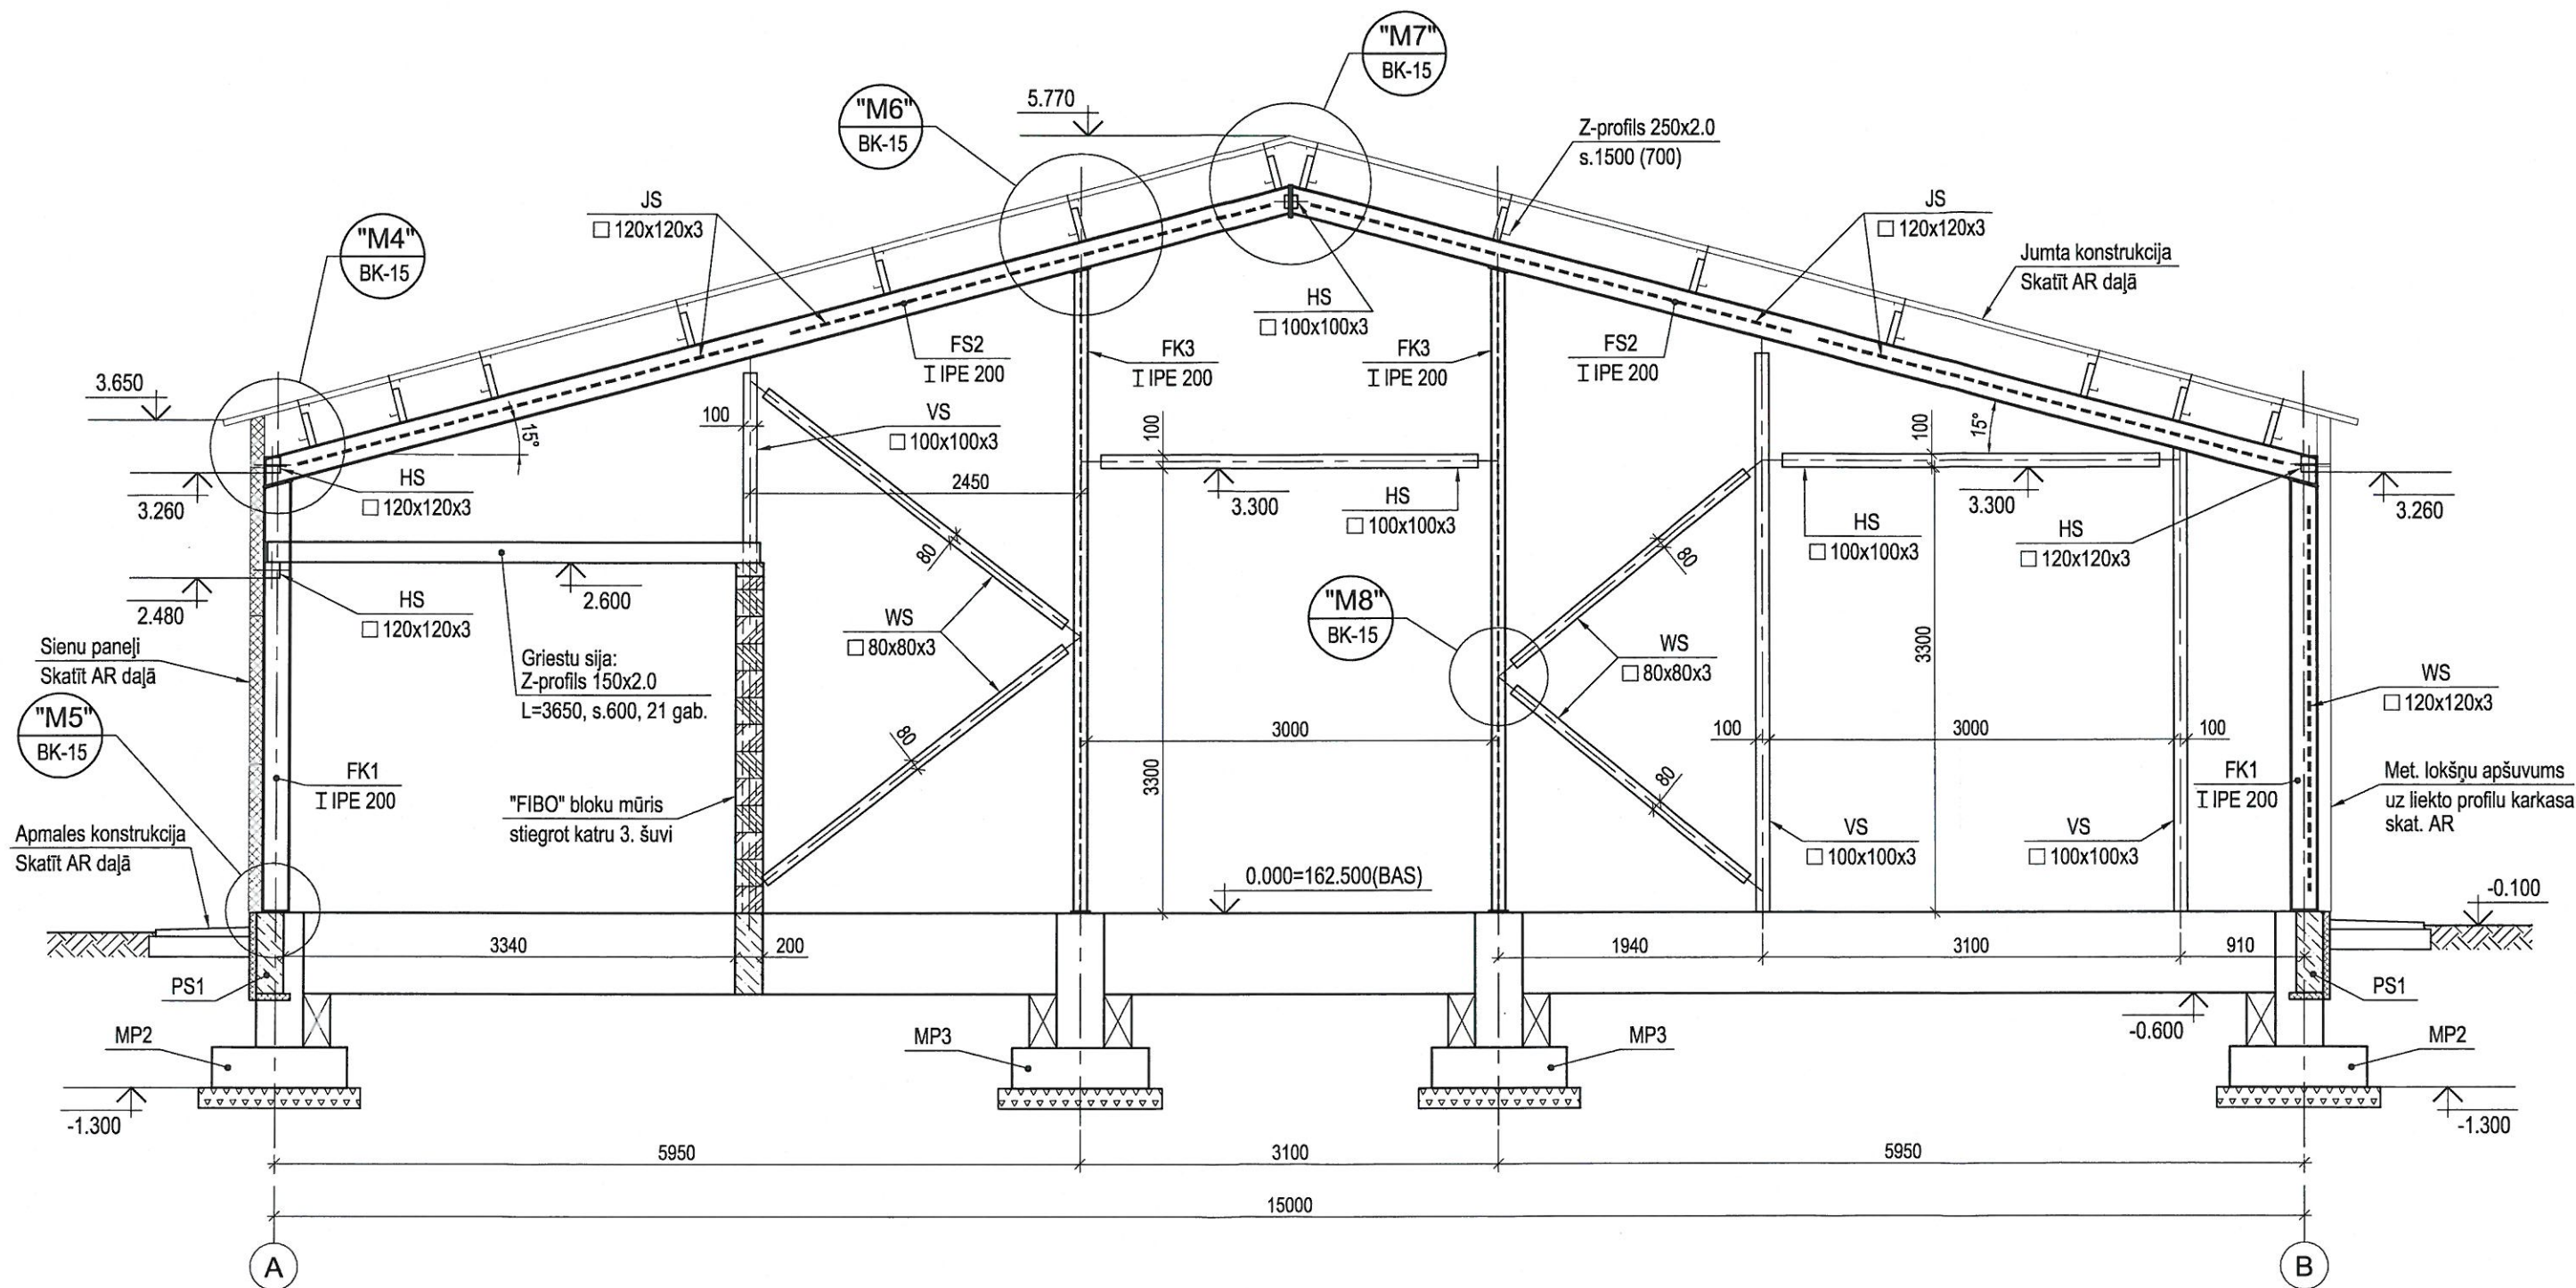 "M7"
BK-15
"M6"
BK-15
5.770
Z-profils 250x2.0
s.1500 (700)
JS
□ 120x120x3
JS
□ 120x120x3
"M4"
BK-15
Jumta konstrukcija
Skatīt AR daļā
HS
□ 100x100x3
FS2
I IPE 200
FK3
I IPE 200
FK3
I IPE 200
FS2
I IPE 200
3.650
15°
100
VS
□ 100x100x3
100
15°
100
HS
□ 120x120x3
3.260
2450
3.300
HS
□ 100x100x3
3.300
HS
□ 100x100x3
HS
□ 120x120x3
3.260
80
80
2.480
HS
□ 120x120x3
2.600
"M8"
BK-15
Sienu paneļi
Skatīt AR daļā
Griestu sija:
Z-profils 150x2.0
L=3650, s.600, 21 gab.
WS
□ 80x80x3
WS
□ 80x80x3
3300
WS
□ 120x120x3
"M5"
BK-15
80
3000
100
3000
100
FK1
I IPE 200
"FIBO" bloku mūris
stiegrot katru 3. šuvi
3300
80
FK1
I IPE 200
Met. lokšņu apšuvums
uz liekto profilu karkasa
skat. AR
Apmales konstrukcija
Skatīt AR daļā
VS
□ 100x100x3
VS
□ 100x100x3
0.000=162.500(BAS)
-0.100
3340
200
1940
3100
910
PS1
PS1
-0.600
MP2
MP3
MP3
MP2
-1.300
-1.300
5950
3100
5950
15000
A
B